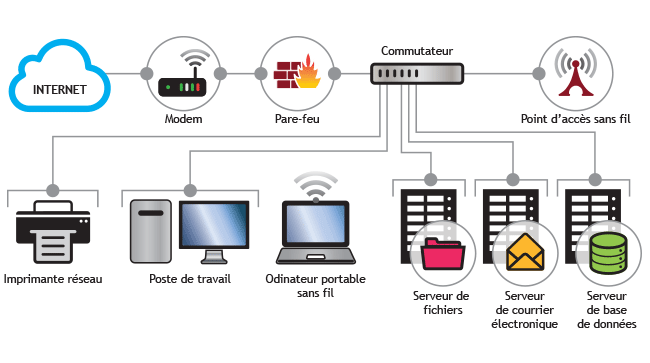 Commutateur
INTERNET
Modem
Pare-feu
Point d'accès sans fil
Imprimante réseau
Poste de travail
Odinateur portable
sans fil
Serveur de
fichiers
Serveur
de courrier
électronique
Serveur
de base
de données